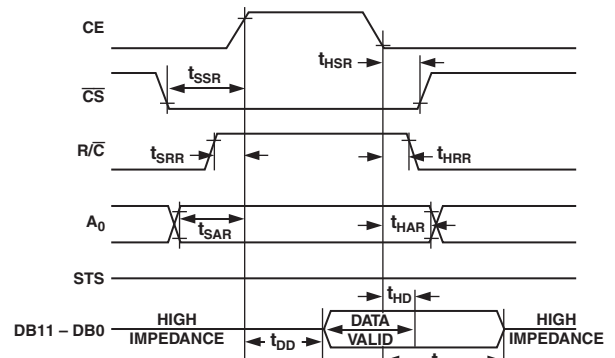 CE
tHSR
tSSR
CS
R/C
tSRR
tHRR
A0
tSAR
tHAR
STS
tHD
DB11 – DB0
HIGH
IMPEDANCE
tDD
DATA
VALID
HIGH
IMPEDANCE